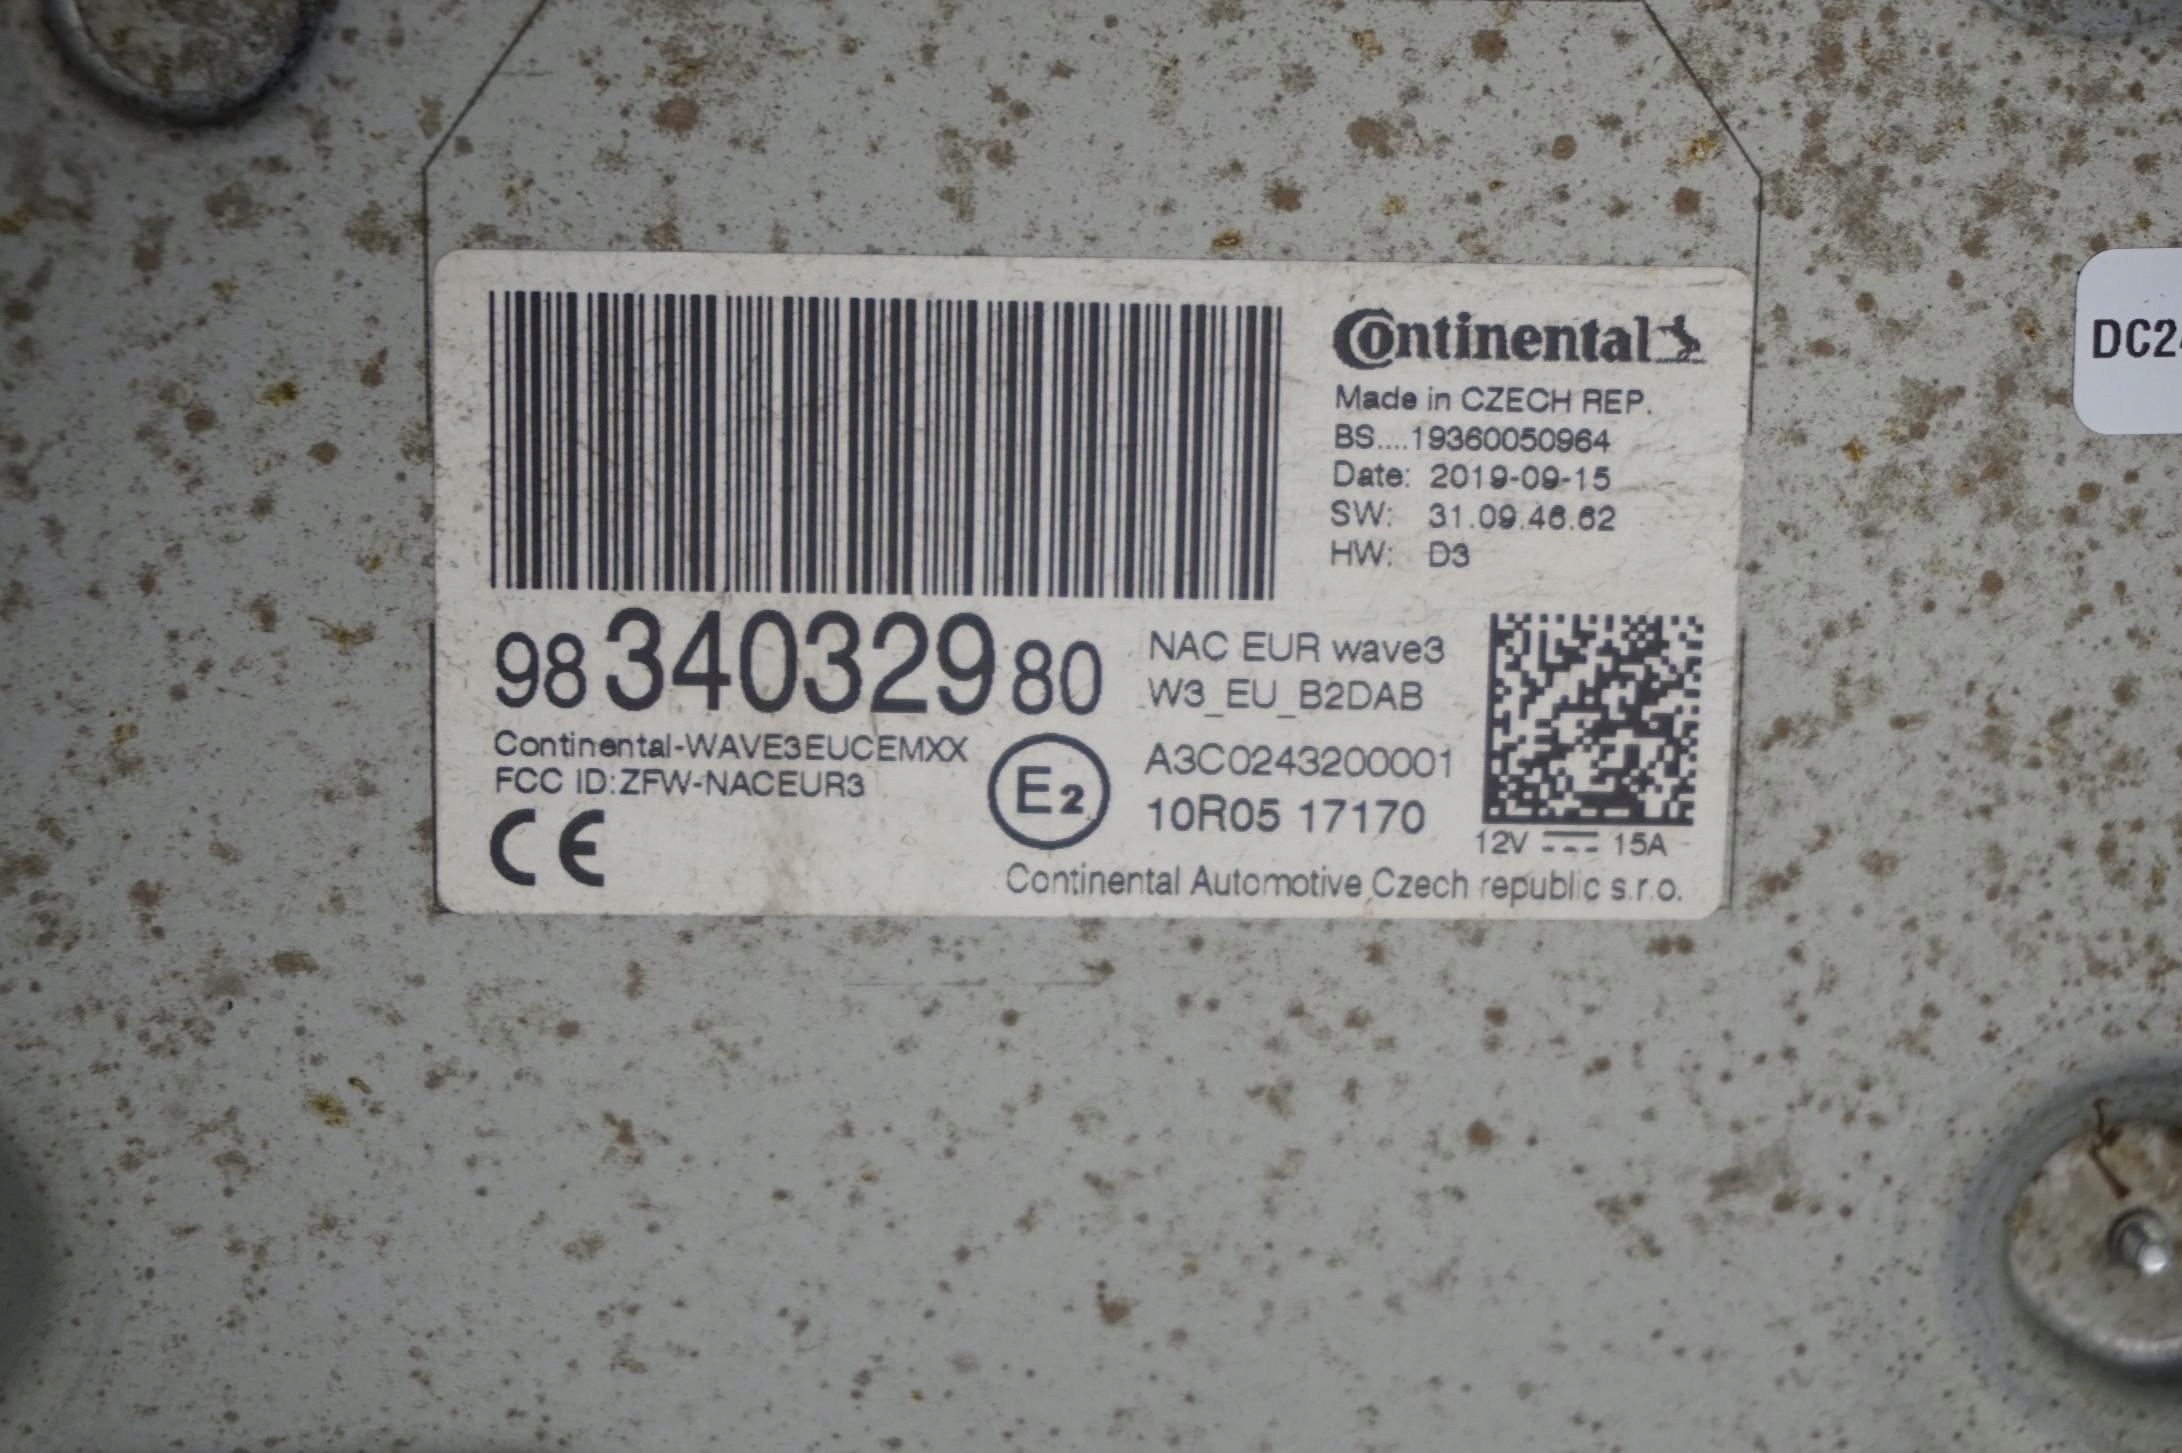 Continental
Made in CZECH REP.
BS....19360050964
Date: 2019-09-15
SW: 31.09.46.62
HW: D3
98 340329 80
NAC EUR wave3
W3_EU_B2DAB
Continental-WAVE3EUCEMXX
FCC ID:ZFW-NACEUR3
CE
E2
A3C0243200001
10R05 17170
12V 15A
Continental Automotive Czech republic s.r.o.